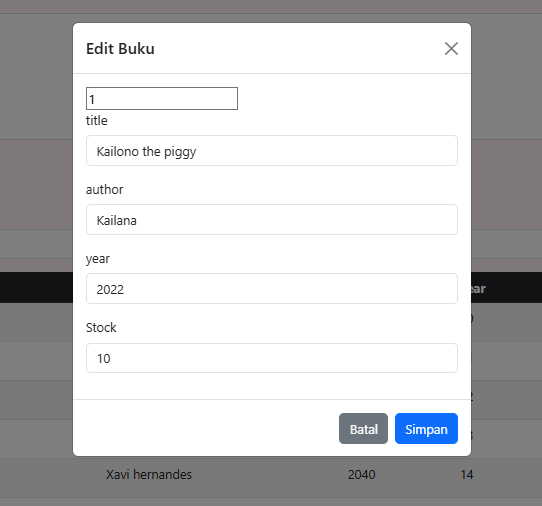 Edit Buku
1
title
Kailono the piggy
author
Kailana
year
2022
Stock
10
Batal
Simpan
Xavi hernandes 2040 14